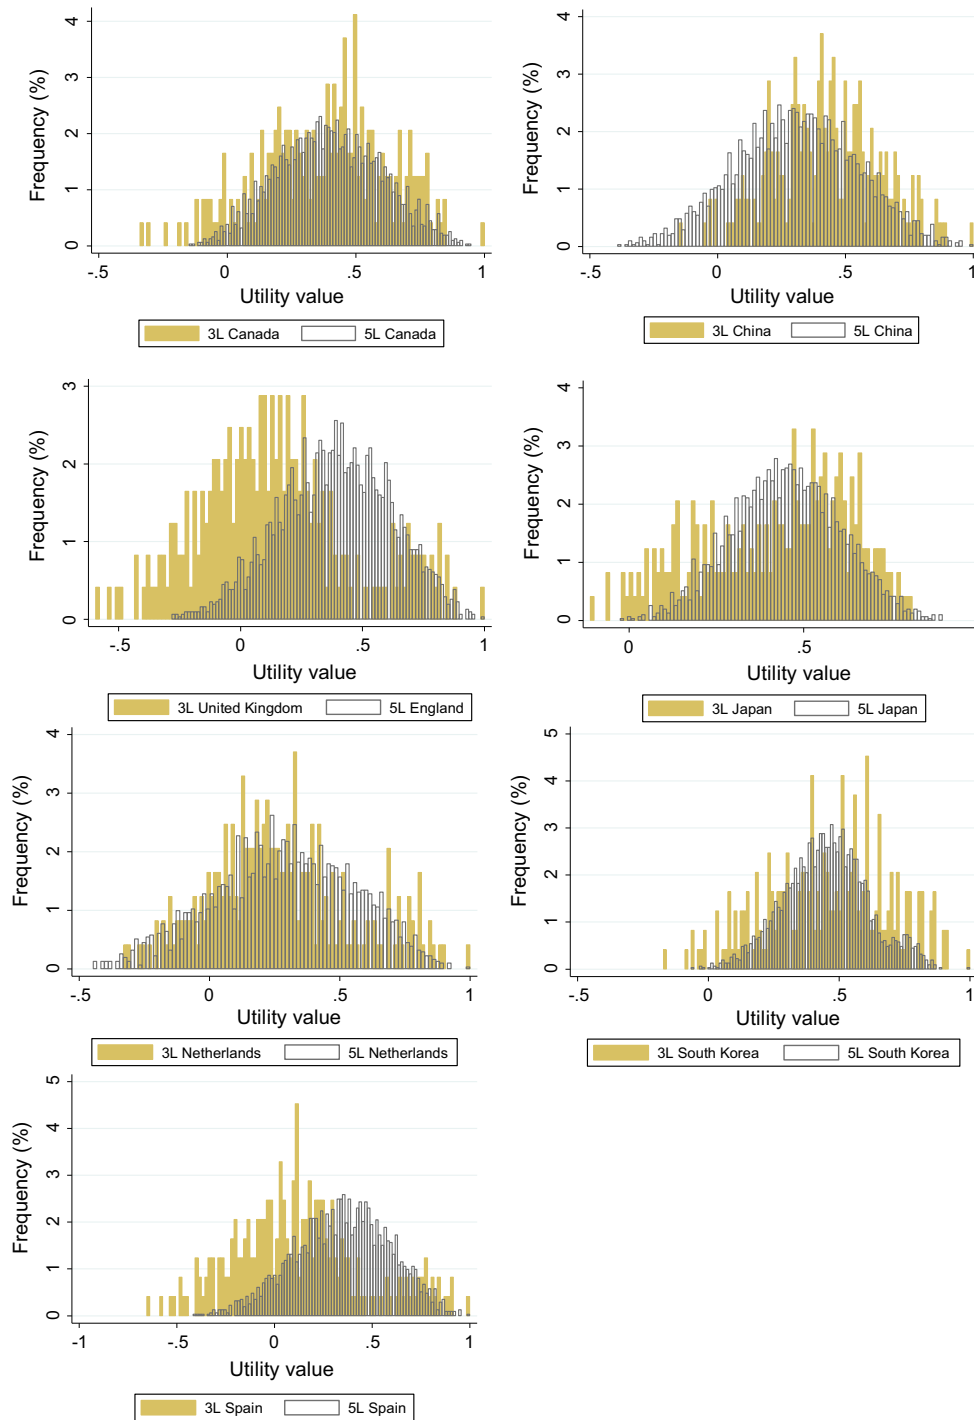 Frequency (%)
4
3
2
1
0
-.5 0 .5 1
Utility value
3L Canada 5L Canada
Frequency (%)
4
3
2
1
0
-.5 0 .5 1
Utility value
3L China 5L China
Frequency (%)
3
2
1
0
-.5 0 .5 1
Utility value
3L United Kingdom 5L England
Frequency (%)
4
3
2
1
0
0 .5
Utility value
3L Japan 5L Japan
Frequency (%)
4
3
2
1
0
-.5 0 .5 1
Utility value
3L Netherlands 5L Netherlands
Frequency (%)
5
4
3
2
1
0
-.5 0 .5 1
Utility value
3L South Korea 5L South Korea
Frequency (%)
5
4
3
2
1
0
-1 -.5 0 .5 1
Utility value
3L Spain 5L Spain